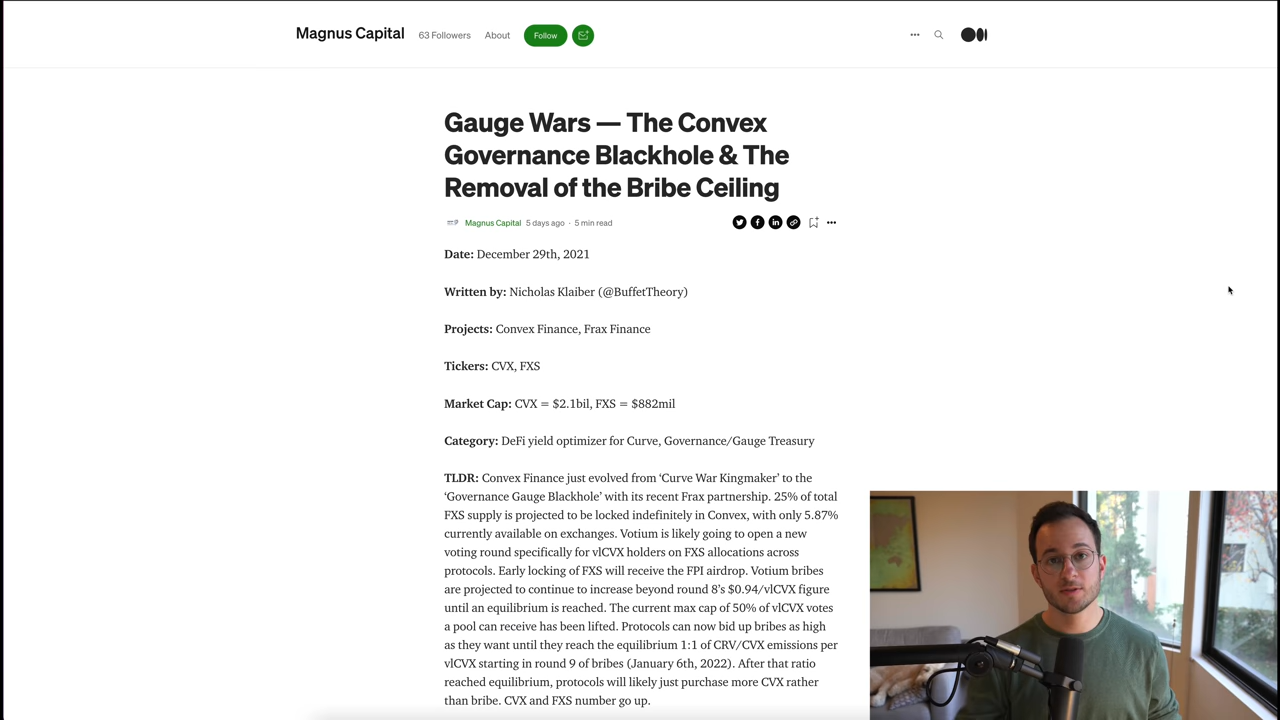 Magnus Capital 63 Followers About Follow
Gauge Wars — The Convex
Governance Blackhole & The
Removal of the Bribe Ceiling
Magnus Capital 5 days ago · 5 min read
Date: December 29th, 2021
Written by: Nicholas Klaiber (@BuffetTheory)
Projects: Convex Finance, Frax Finance
Tickers: CVX, FXS
Market Cap: CVX = $2.1bil, FXS = $882mil
Category: DeFi yield optimizer for Curve, Governance/Gauge Treasury
TLDR: Convex Finance just evolved from ‘Curve War Kingmaker’ to the
‘Governance Gauge Blackhole’ with its recent Frax partnership. 25% of total
FXS supply is projected to be locked indefinitely in Convex, with only 5.87%
currently available on exchanges. Votium is likely going to open a new
voting round specifically for vlCVX holders on FXS allocations across
protocols. Early locking of FXS will receive the FPI airdrop. Votium bribes
are projected to continue to increase beyond round 8’s $0.94/vlCVX figure
until an equilibrium is reached. The current max cap of 50% of vlCVX votes
a pool can receive has been lifted. Protocols can now bid up bribes as high
as they want until they reach the equilibrium 1:1 of CRV/CVX emissions per
vlCVX starting in round 9 of bribes (January 6th, 2022). After that ratio
reached equilibrium, protocols will likely just purchase more CVX rather
than bribe. CVX and FXS number go up.